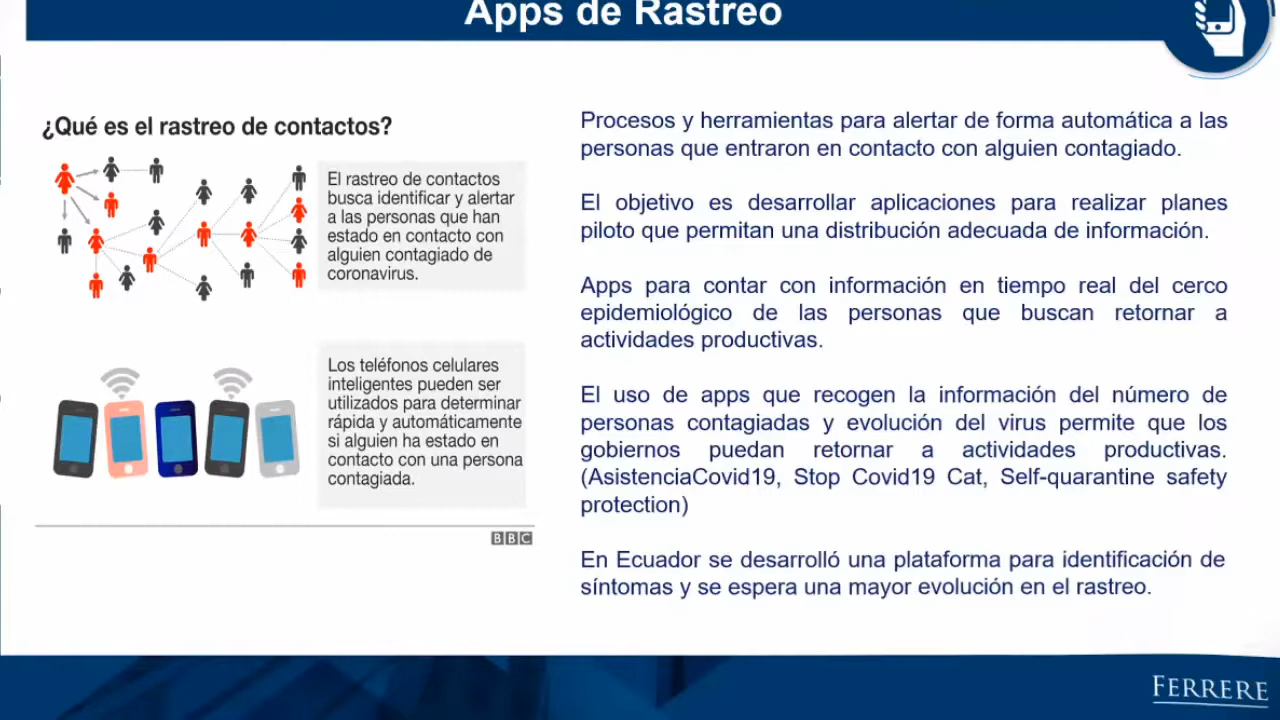 Apps de Rastreo
¿Qué es el rastreo de contactos?
El rastreo de contactos
busca identificar y alertar
a las personas que han
estado en contacto con
alguien contagiado de
coronavirus.
Los teléfonos celulares
inteligentes pueden ser
utilizados para determinar
rápida y automáticamente
si alguien ha estado en
contacto con una persona
contagiada.
BBC
Procesos y herramientas para alertar de forma automática a las
personas que entraron en contacto con alguien contagiado.
El objetivo es desarrollar aplicaciones para realizar planes
piloto que permitan una distribución adecuada de información.
Apps para contar con información en tiempo real del cerco
epidemiológico de las personas que buscan retornar a
actividades productivas.
El uso de apps que recogen la información del número de
personas contagiadas y evolución del virus permite que los
gobiernos puedan retornar a actividades productivas.
(AsistenciaCovid19, Stop Covid19 Cat, Self-quarantine safety
protection)
En Ecuador se desarrolló una plataforma para identificación de
síntomas y se espera una mayor evolución en el rastreo.
FERRERE